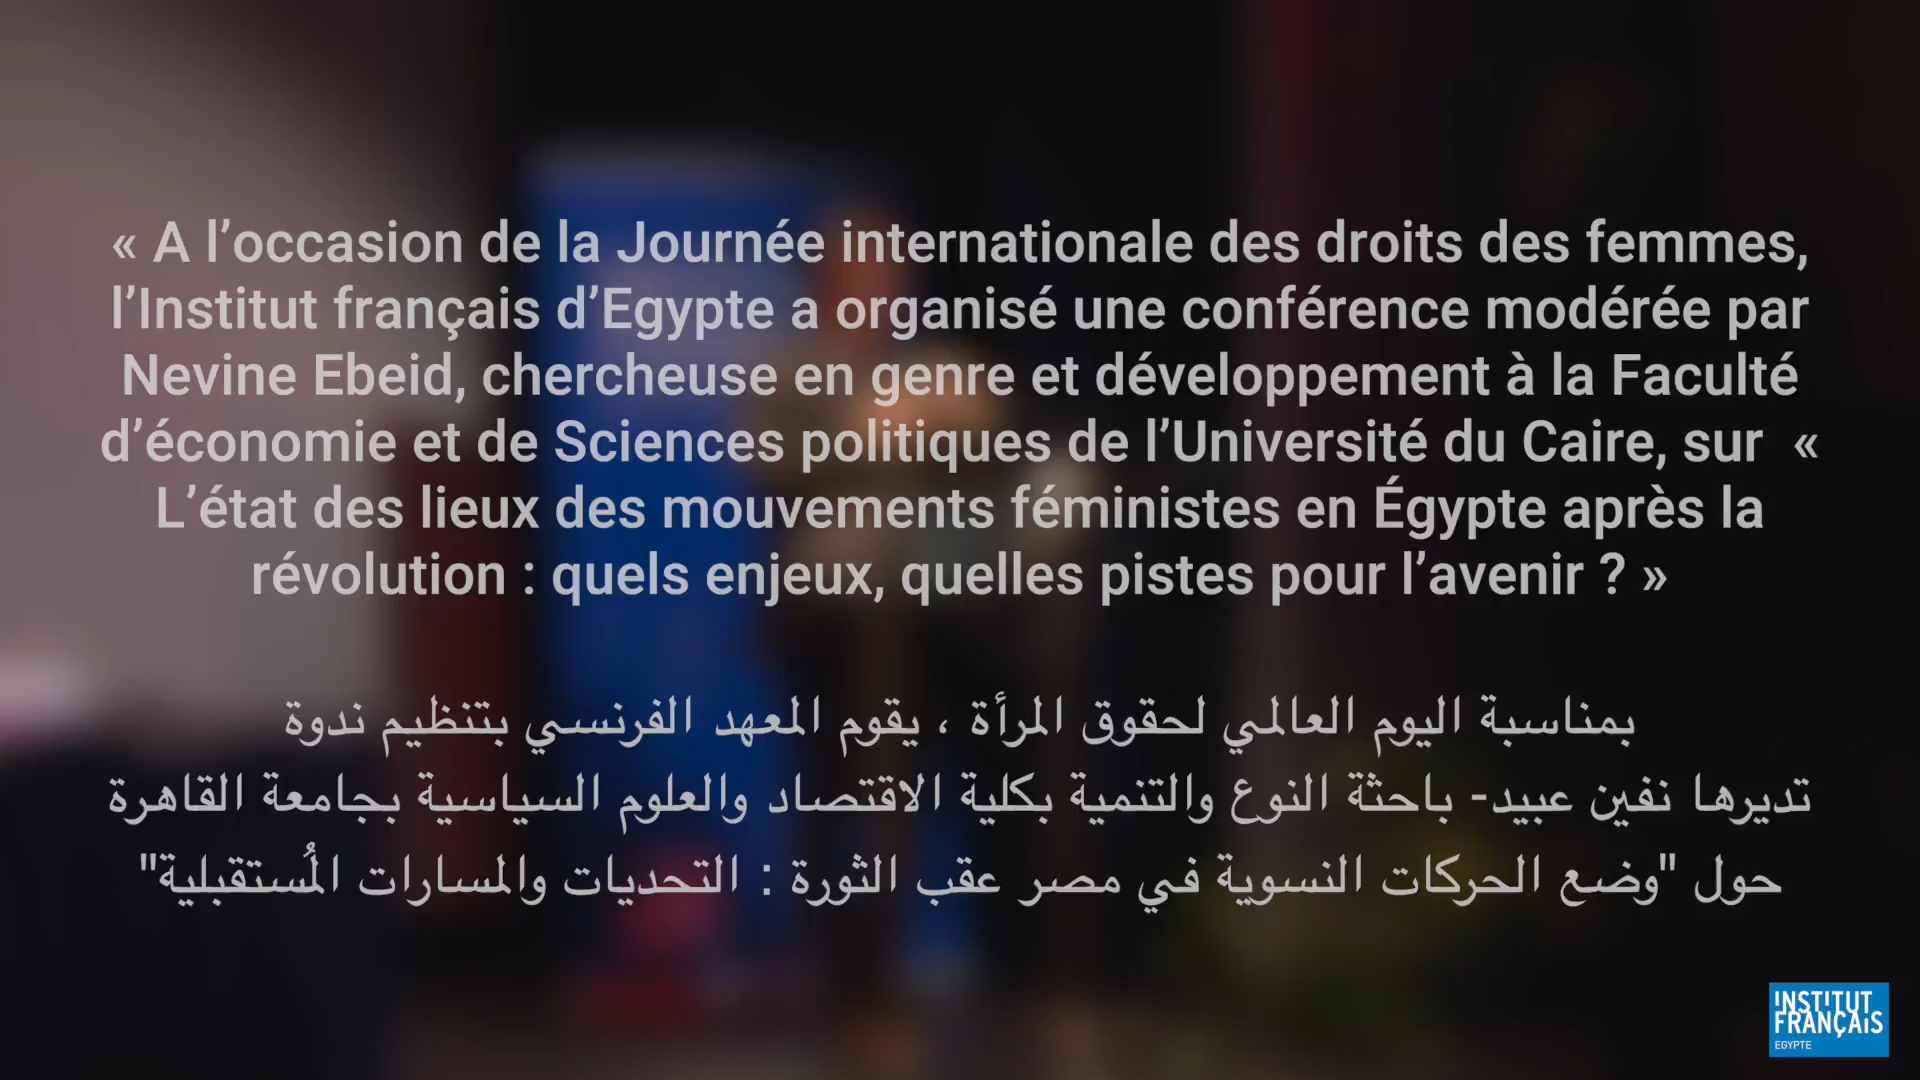 « A l’occasion de la Journée internationale des droits des femmes,
l’Institut français d’Egypte a organisé une conférence modérée par
Nevine Ebeid, chercheuse en genre et développement à la Faculté
d’économie et de Sciences politiques de l’Université du Caire, sur «
L’état des lieux des mouvements féministes en Égypte après la
révolution : quels enjeux, quelles pistes pour l’avenir ? »
بمناسبة اليوم العالمي لحقوق المرأة ، يقوم المعهد الفرنسي بتنظيم ندوة
تديرها نفين عبيد- باحثة النوع والتنمية بكلية الاقتصاد والعلوم السياسية بجامعة القاهرة
حول "وضع الحركات النسوية في مصر عقب الثورة : التحديات والمسارات المُستقبلية"
INSTITUT
FRANÇAIS
EGYPTE